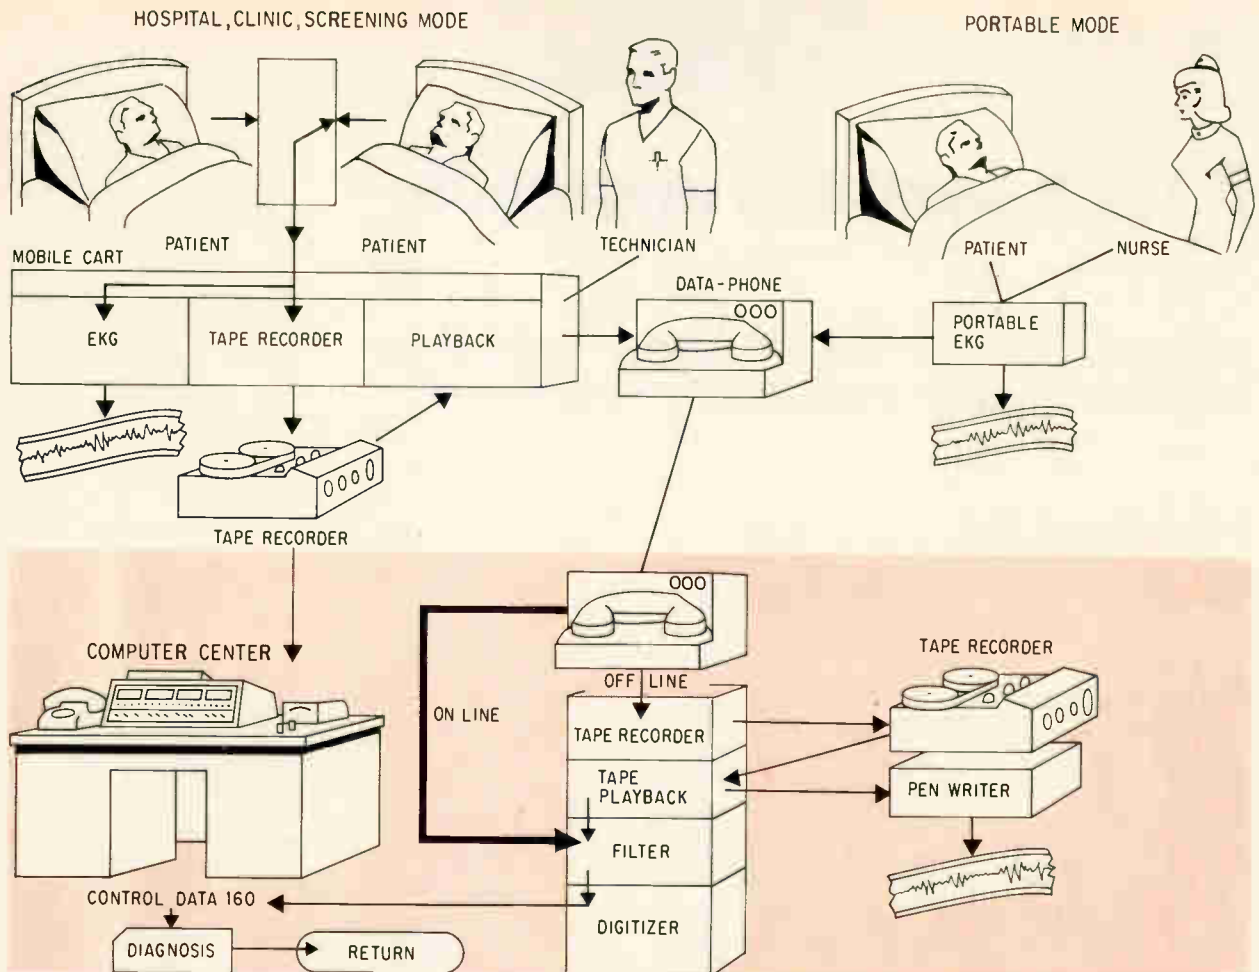 HOSPITAL, CLINIC, SCREENING MODE
PORTABLE MODE
PATIENT
PATIENT
TECHNICIAN
PATIENT
NURSE
MOBILE CART
DATA-PHONE
EKG
TAPE RECORDER
PLAYBACK
PORTABLE
EKG
TAPE RECORDER
COMPUTER CENTER
OFF LINE
TAPE RECORDER
ON LINE
TAPE RECORDER
TAPE
PLAYBACK
PEN WRITER
FILTER
CONTROL DATA 160
DIGITIZER
DIAGNOSIS
RETURN